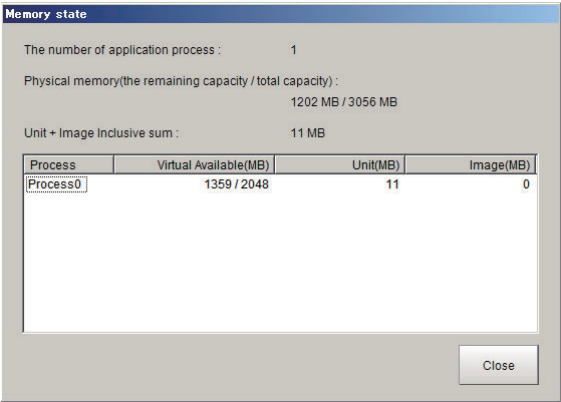 Memory state
The number of application process : 1
Physical memory(the remaining capacity / total capacity) :
1202 MB / 3056 MB
Unit + Image Inclusive sum : 11 MB
Process Virtual Available(MB) Unit(MB) Image(MB)
Process0 1359 / 2048 11 0
Close